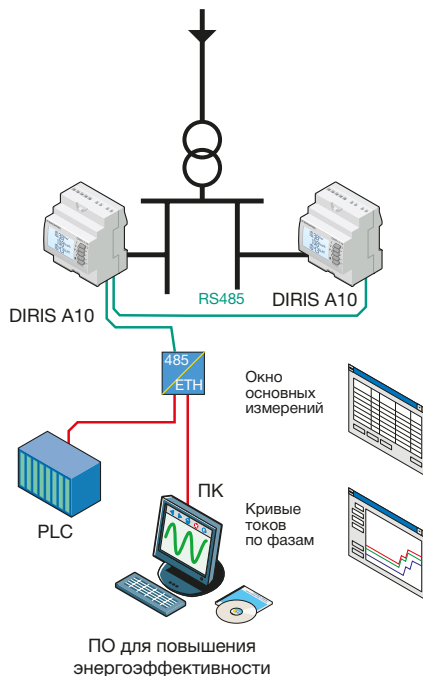 RS485
DIRIS A10
DIRIS A10
485
ETH
Окно
основных
измерений
ПК
PLC
Кривые
токов
по фазам
ПО для повышения
энергоэффективности